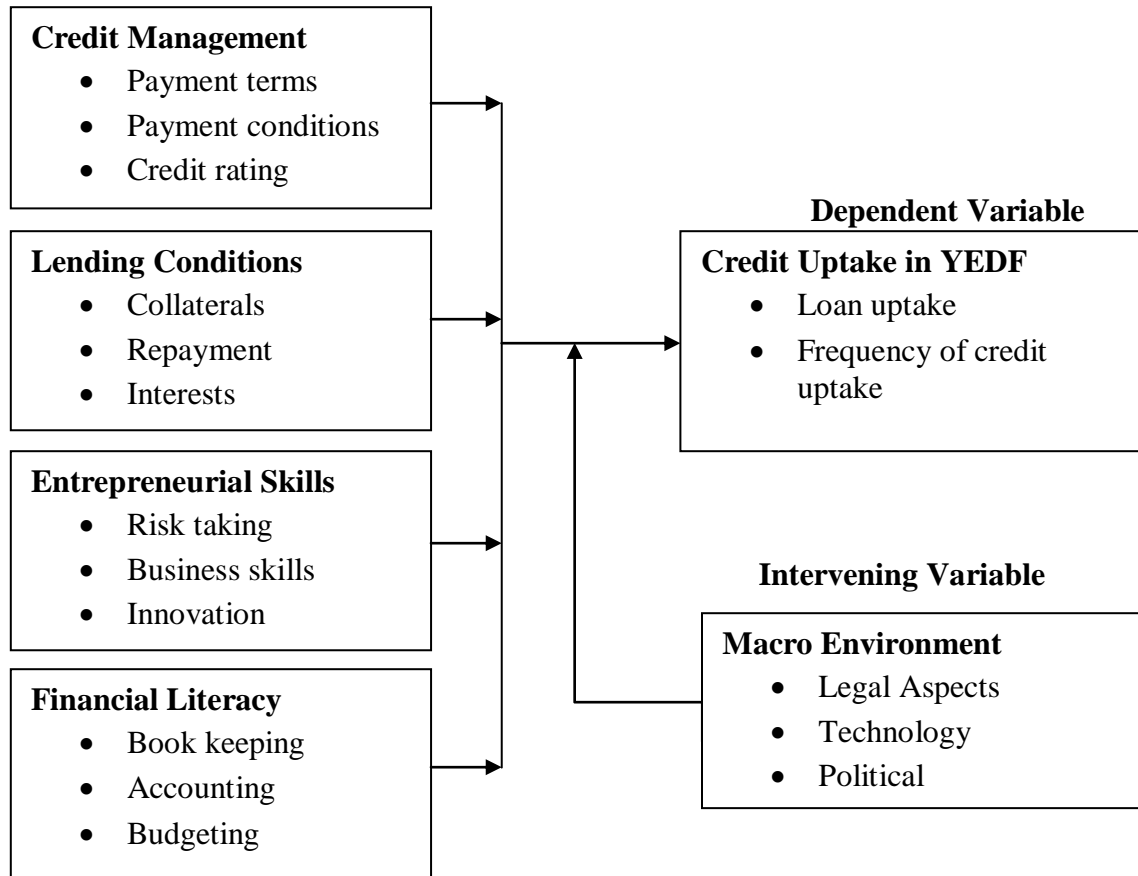 Credit Management
• Payment terms
• Payment conditions
• Credit rating
Lending Conditions
• Collaterals
• Repayment
• Interests
Entrepreneurial Skills
• Risk taking
• Business skills
• Innovation
Financial Literacy
• Book keeping
• Accounting
• Budgeting
Dependent Variable
Credit Uptake in YEDF
• Loan uptake
• Frequency of credit
uptake
Intervening Variable
Macro Environment
• Legal Aspects
• Technology
• Political